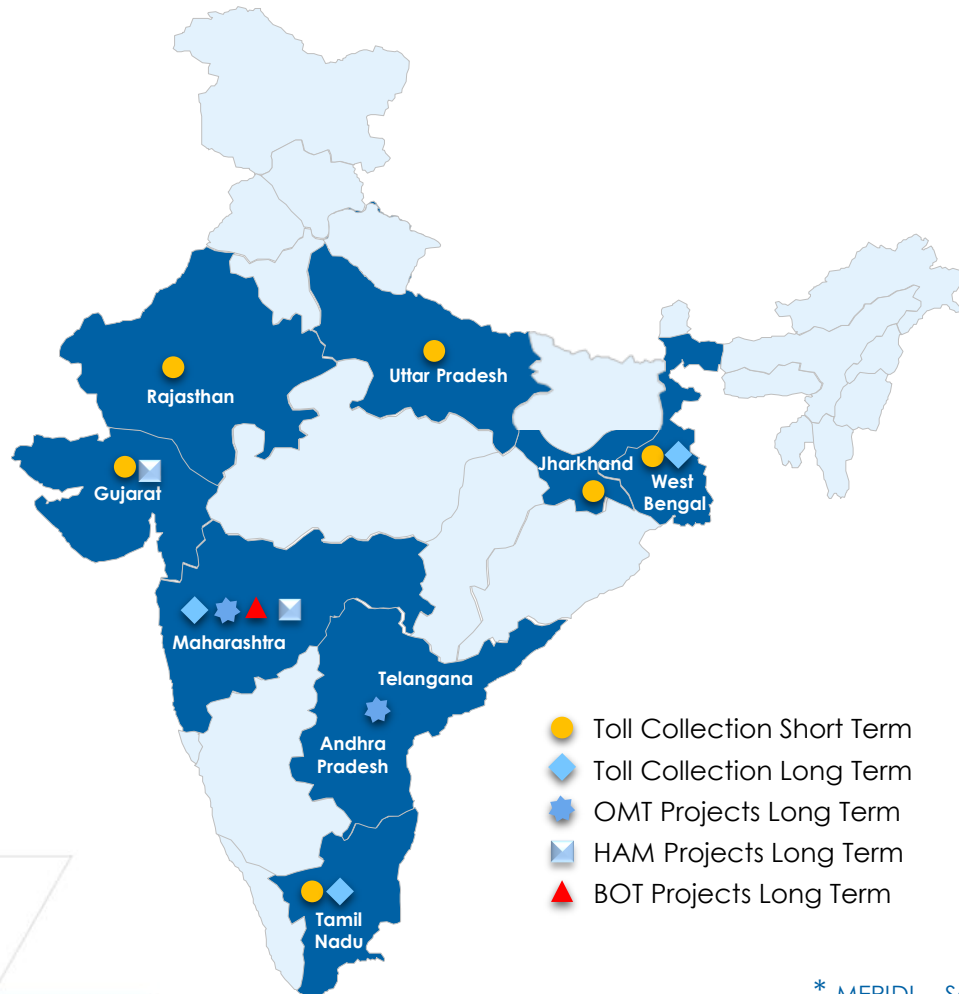 Uttar Pradesh
Rajasthan
Jharkhand
West
Bengal
Gujarat
Maharashtra
Telangana
Andhra
Pradesh
Toll Collection Short Term
Toll Collection Long Term
OMT Projects Long Term
HAM Projects Long Term
BOT Projects Long Term
Tamil
Nadu
*